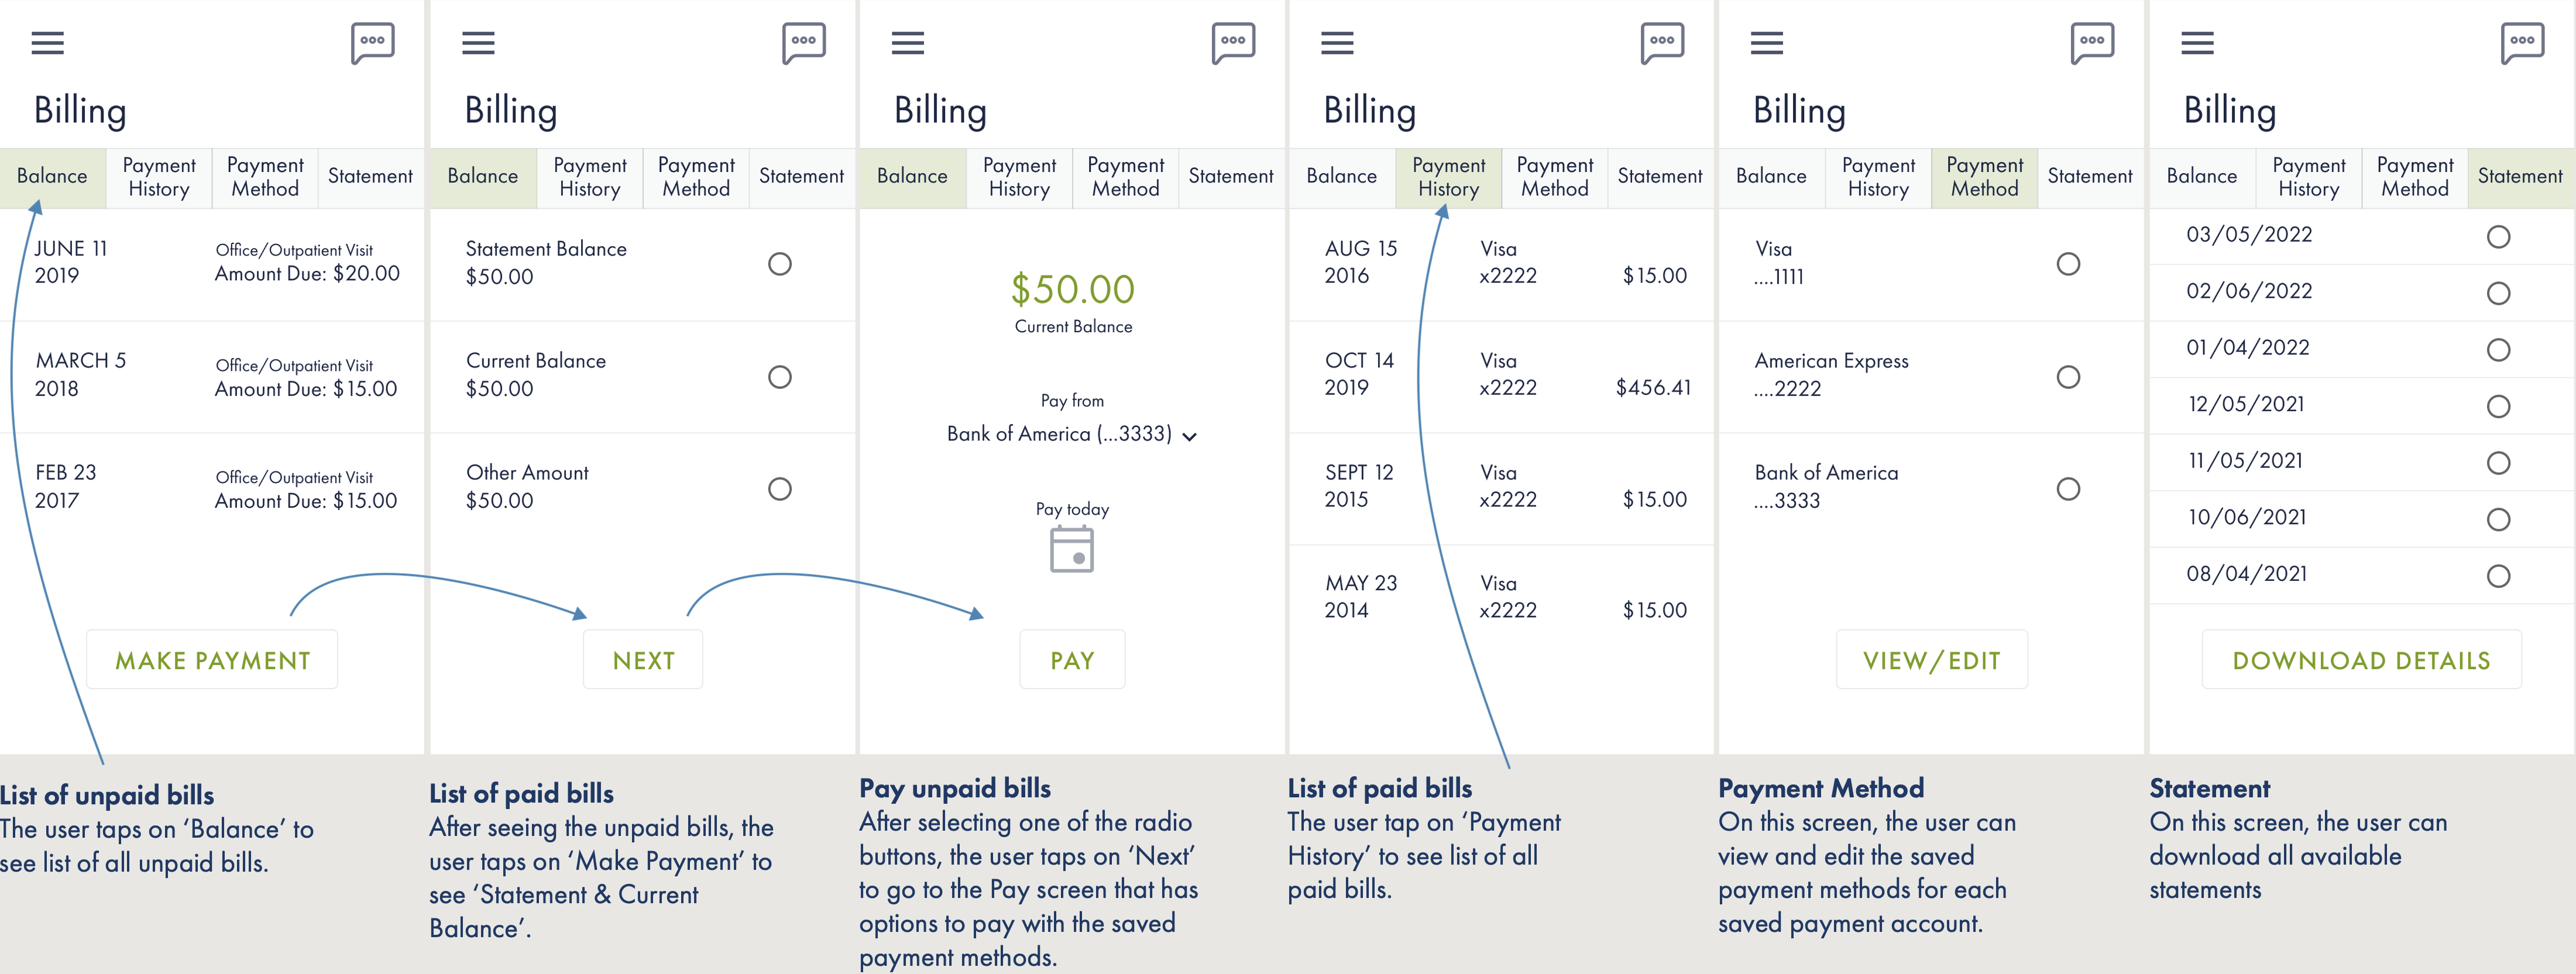 Billing
Balance
Payment
History
Payment
Method
Statement
JUNE 11
2019
Office/Outpatient Visit
Amount Due: $20.00
MARCH 5
2018
Office/Outpatient Visit
Amount Due: $15.00
FEB 23
2017
Office/Outpatient Visit
Amount Due: $15.00
MAKE PAYMENT
List of unpaid bills
The user taps on ‘Balance’ to
see list of all unpaid bills.
Billing
Balance
Payment
History
Payment
Method
Statement
Statement Balance
$50.00
Current Balance
$50.00
Other Amount
$50.00
NEXT
List of paid bills
After seeing the unpaid bills, the
user taps on ‘Make Payment’ to
see ‘Statement & Current
Balance’.
Billing
Balance
Payment
History
Payment
Method
Statement
$50.00
Current Balance
Pay from
Bank of America (...3333)
Pay today
PAY
Pay unpaid bills
After selecting one of the radio
buttons, the user taps on ‘Next’
to go to the Pay screen that has
options to pay with the saved
payment methods.
Billing
Balance
Payment
History
Payment
Method
Statement
AUG 15
2016
Visa
x2222
$15.00
OCT 14
2019
Visa
x2222
$456.41
SEPT 12
2015
Visa
x2222
$15.00
MAY 23
2014
Visa
x2222
$15.00
List of paid bills
The user tap on ‘Payment
History’ to see list of all
paid bills.
Billing
Balance
Payment
History
Payment
Method
Statement
Visa
....1111
American Express
....2222
Bank of America
....3333
VIEW/EDIT
Payment Method
On this screen, the user can
view and edit the saved
payment methods for each
saved payment account.
Billing
Balance
Payment
History
Payment
Method
Statement
03/05/2022
02/06/2022
01/04/2022
12/05/2021
11/05/2021
10/06/2021
08/04/2021
DOWNLOAD DETAILS
Statement
On this screen, the user can
download all available
statements